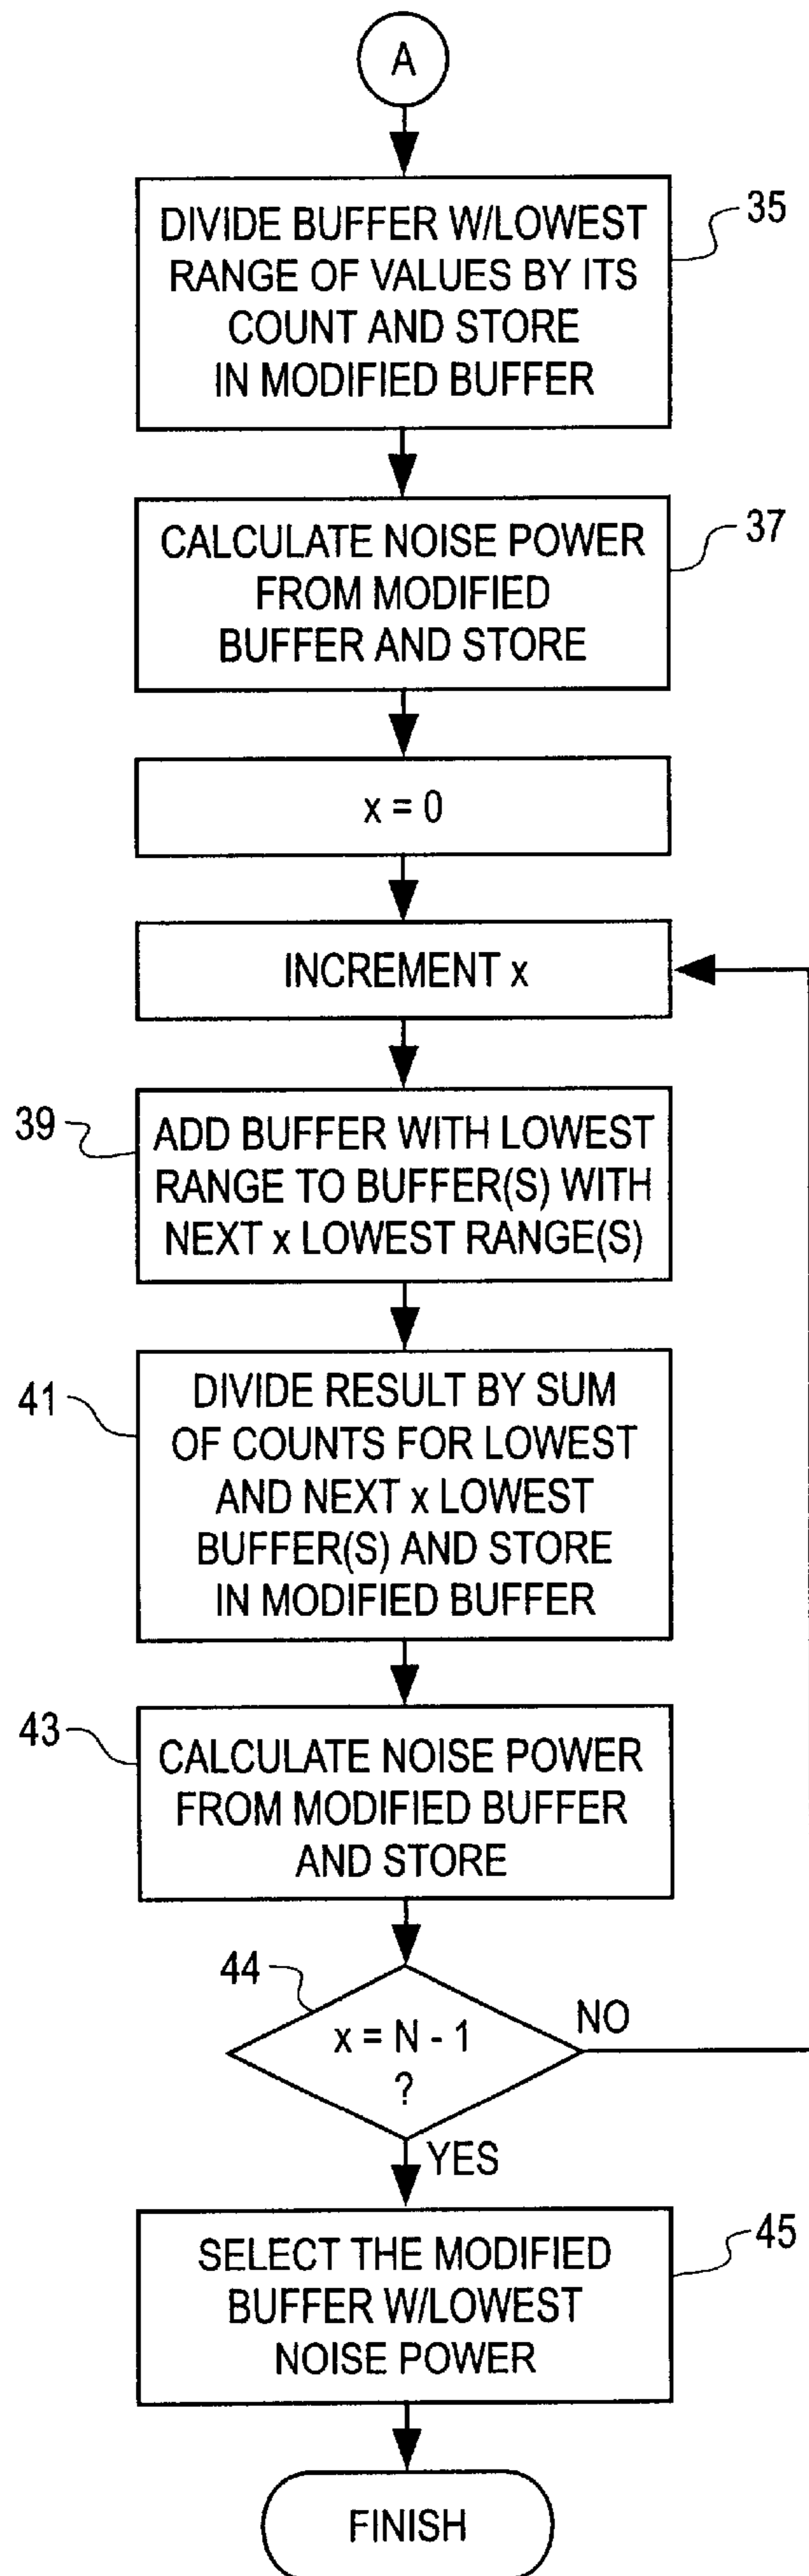 A
DIVIDE BUFFER W/LOWEST
RANGE OF VALUES BY ITS
COUNT AND STORE
IN MODIFIED BUFFER
35
CALCULATE NOISE POWER
FROM MODIFIED
BUFFER AND STORE
37
x = 0
INCREMENT x
39
ADD BUFFER WITH LOWEST
RANGE TO BUFFER(S) WITH
NEXT x LOWEST RANGE(S)
41
DIVIDE RESULT BY SUM
OF COUNTS FOR LOWEST
AND NEXT x LOWEST
BUFFER(S) AND STORE
IN MODIFIED BUFFER
43
CALCULATE NOISE POWER
FROM MODIFIED BUFFER
AND STORE
44
x = N - 1
?
NO
YES
SELECT THE MODIFIED
BUFFER W/LOWEST
NOISE POWER
45
FINISH